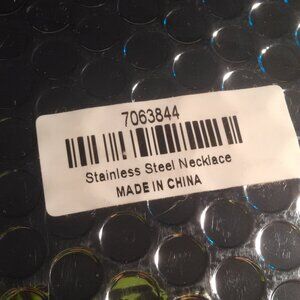 7063844
Stainless Steel Necklace
MADE IN CHINA